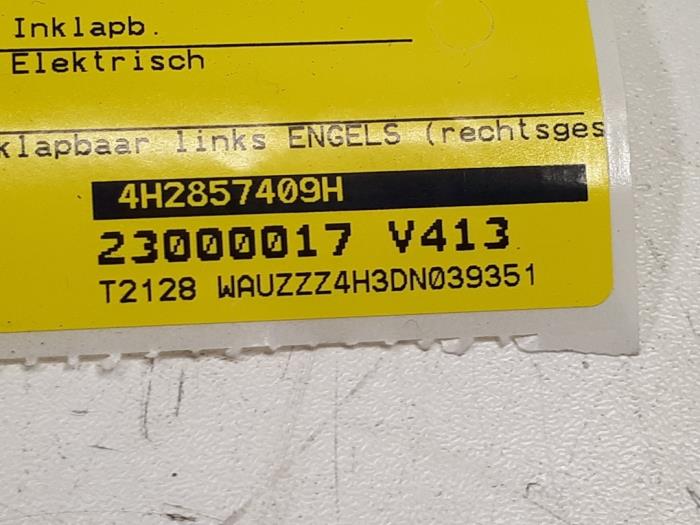 Inklapb.
Elektrisch
klapbaar links ENGELS (rechtsges
4H2857409H
23000017 V413
T2128 WAUZZZ4H3DN039351